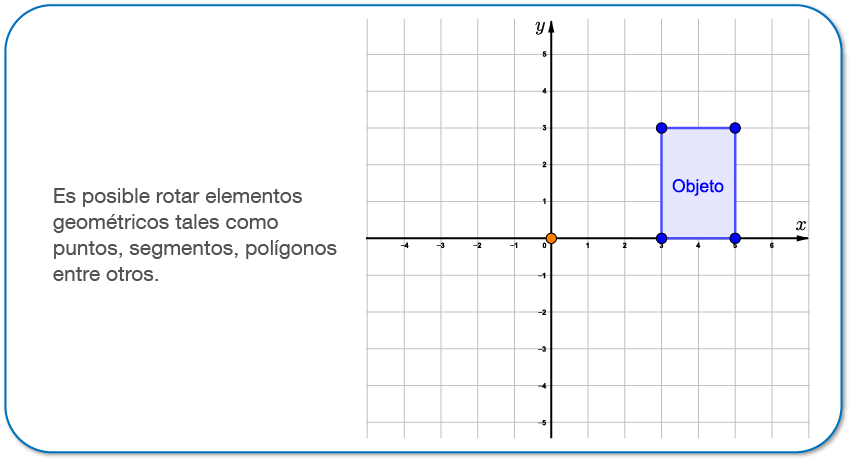 Es posible rotar elementos
geométricos tales como
puntos, segmentos, polígonos
entre otros.
y
5
4
3
2
1
Objeto
x
−4 −3 −2 −1 0 1 2 3 4 5 6
−1
−2
−3
−4
−5